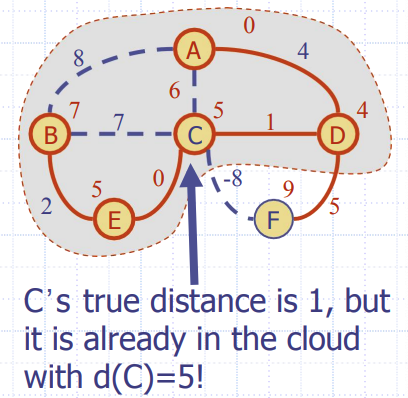 0
8
A
4
6
7
5
4
B
7
C
1
D
-8
0
5
9
2
E
F
5
C's true distance is 1, but
it is already in the cloud
with d(C)=5!